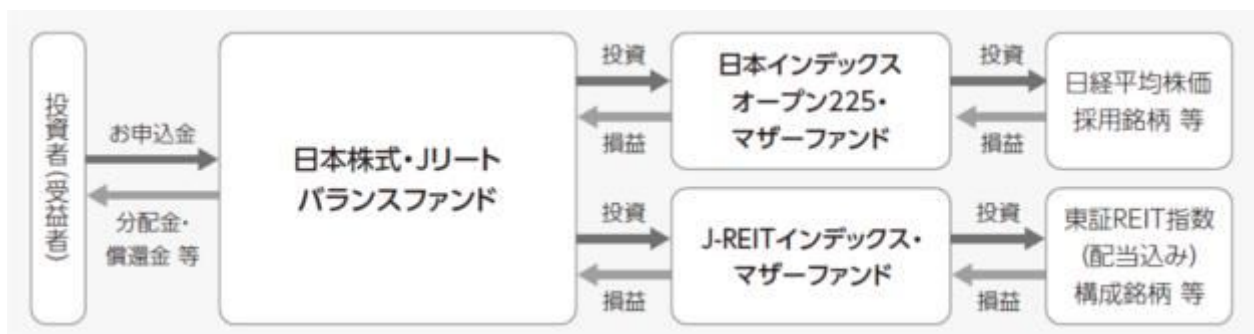 投資者(受益者)
お申込金
分配金・
償還金 等
日本株式・Jリート
バランスファンド
投資
損益
日本インデックス
オープン225・
マザーファンド
投資
損益
日経平均株価
採用銘柄 等
投資
損益
J-REITインデックス・
マザーファンド
投資
損益
東証REIT指数
(配当込み)
構成銘柄 等